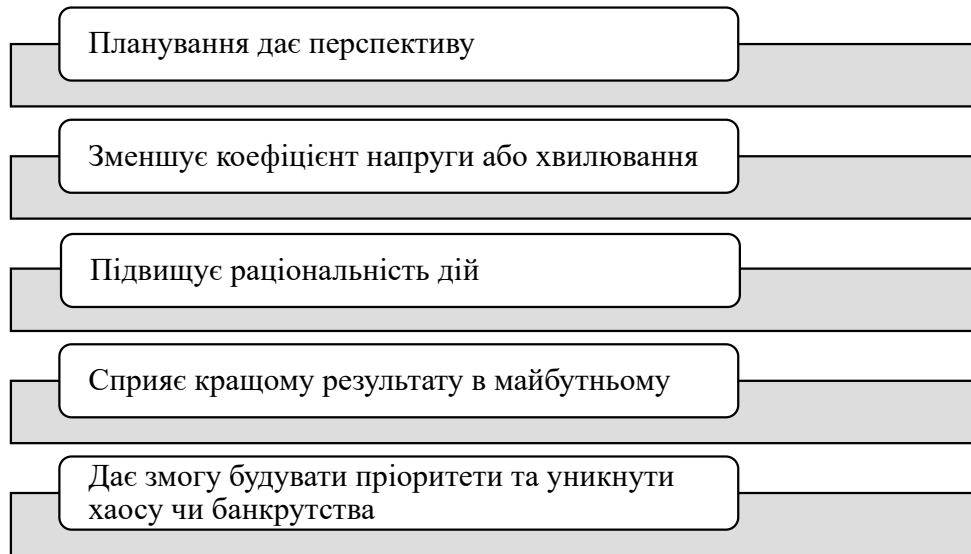 Планування дає перспективу
Зменшує коефіцієнт напруги або хвилювання
Підвищує раціональність дій
Сприяє кращому результату в майбутньому
Дає змогу будувати пріоритети та уникнути
хаосу чи банкрутства